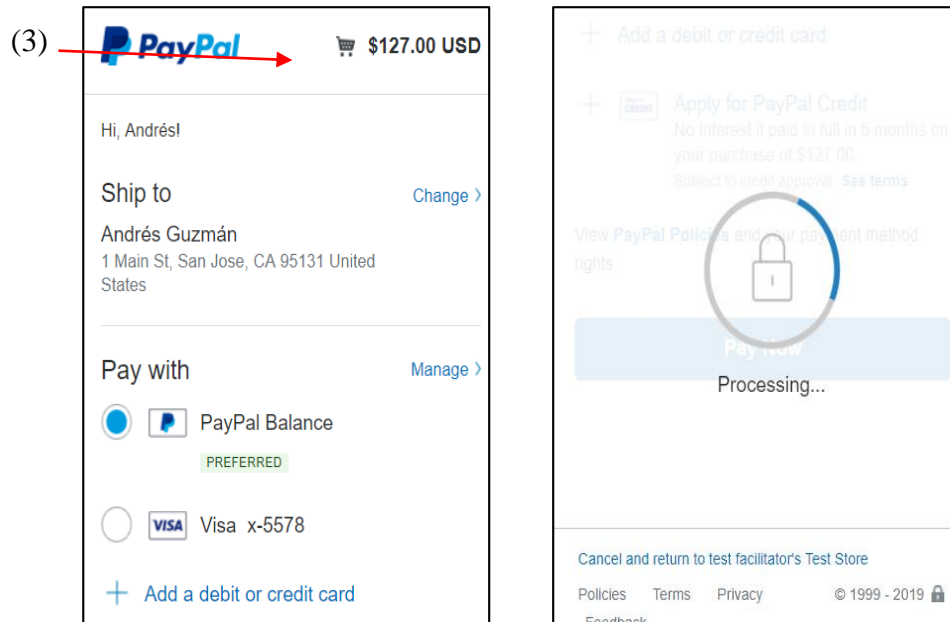 (3)
PayPal
$127.00 USD
Hi, Andrés!
Ship to
Change >
Andrés Guzmán
1 Main St, San Jose, CA 95131 United
States
Pay with
Manage >
PayPal Balance
PREFERRED
VISA Visa x-5578
+ Add a debit or credit card
+ Add a debit or credit card
+ Apply for PayPal Credit
No Interest if paid in full in 6 months on
your purchase of $127.00.
Subject to credit approval. See terms
View PayPal Policies and your payment method
rights.
Pay Now
Processing...
Cancel and return to test facilitator's Test Store
Policies Terms Privacy © 1999 - 2019
Feedback